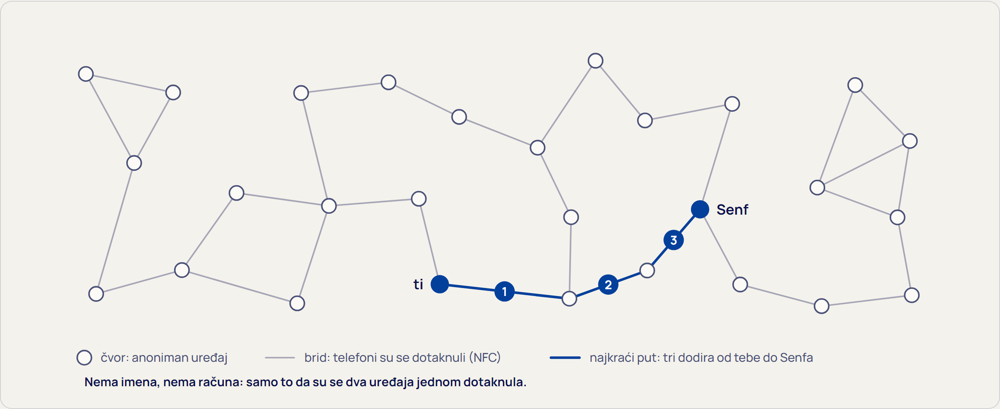 Senf
3
ti
1
2
čvor: anoniman uređaj
brid: telefoni su se dotaknuli (NFC)
najkraći put: tri dodira od tebe do Senfa
Nema imena, nema računa: samo to da su se dva uređaja jednom dotaknula.